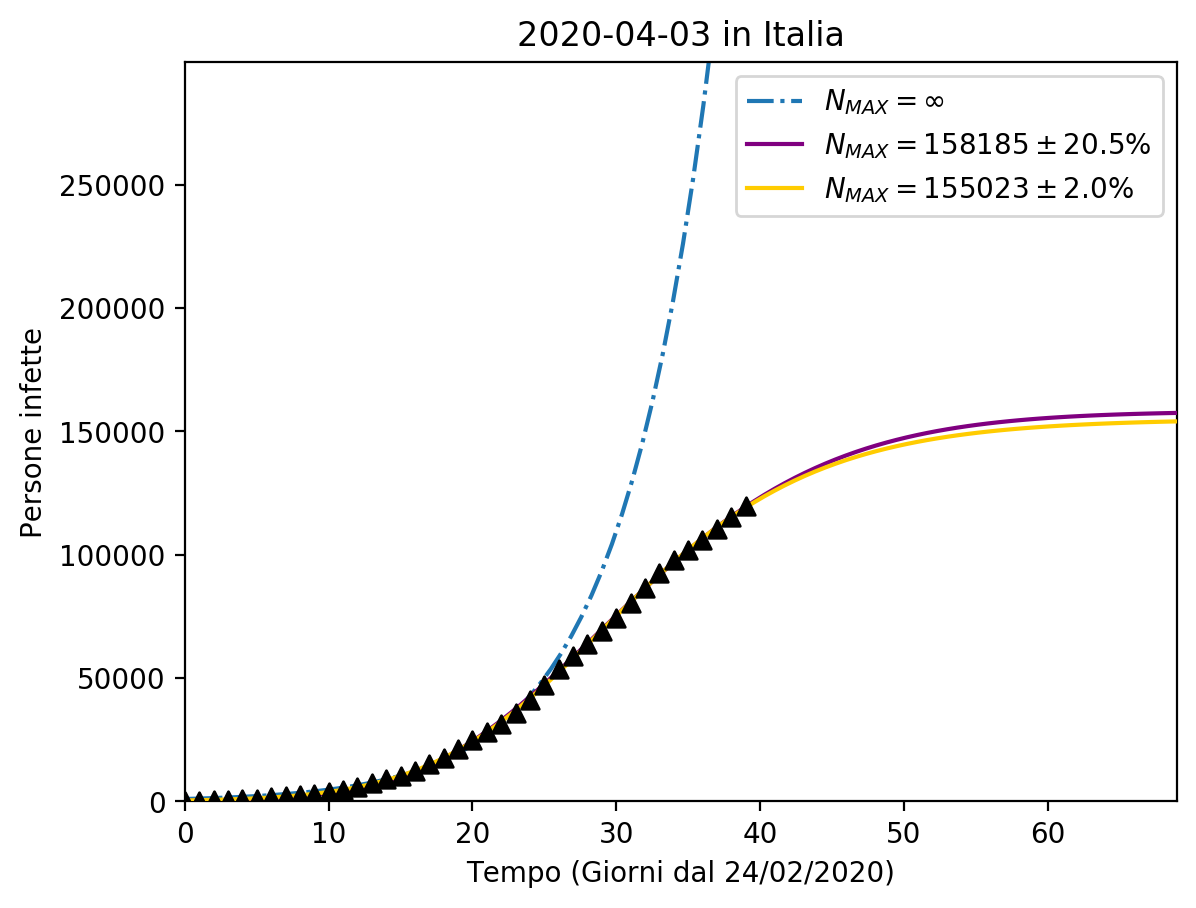 2020-04-03 in Italia
N_MAX = ∞
N_MAX = 158185 ± 20.5%
N_MAX = 155023 ± 2.0%
Persone infette
250000
200000
150000
100000
50000
0
0 10 20 30 40 50 60
Tempo (Giorni dal 24/02/2020)